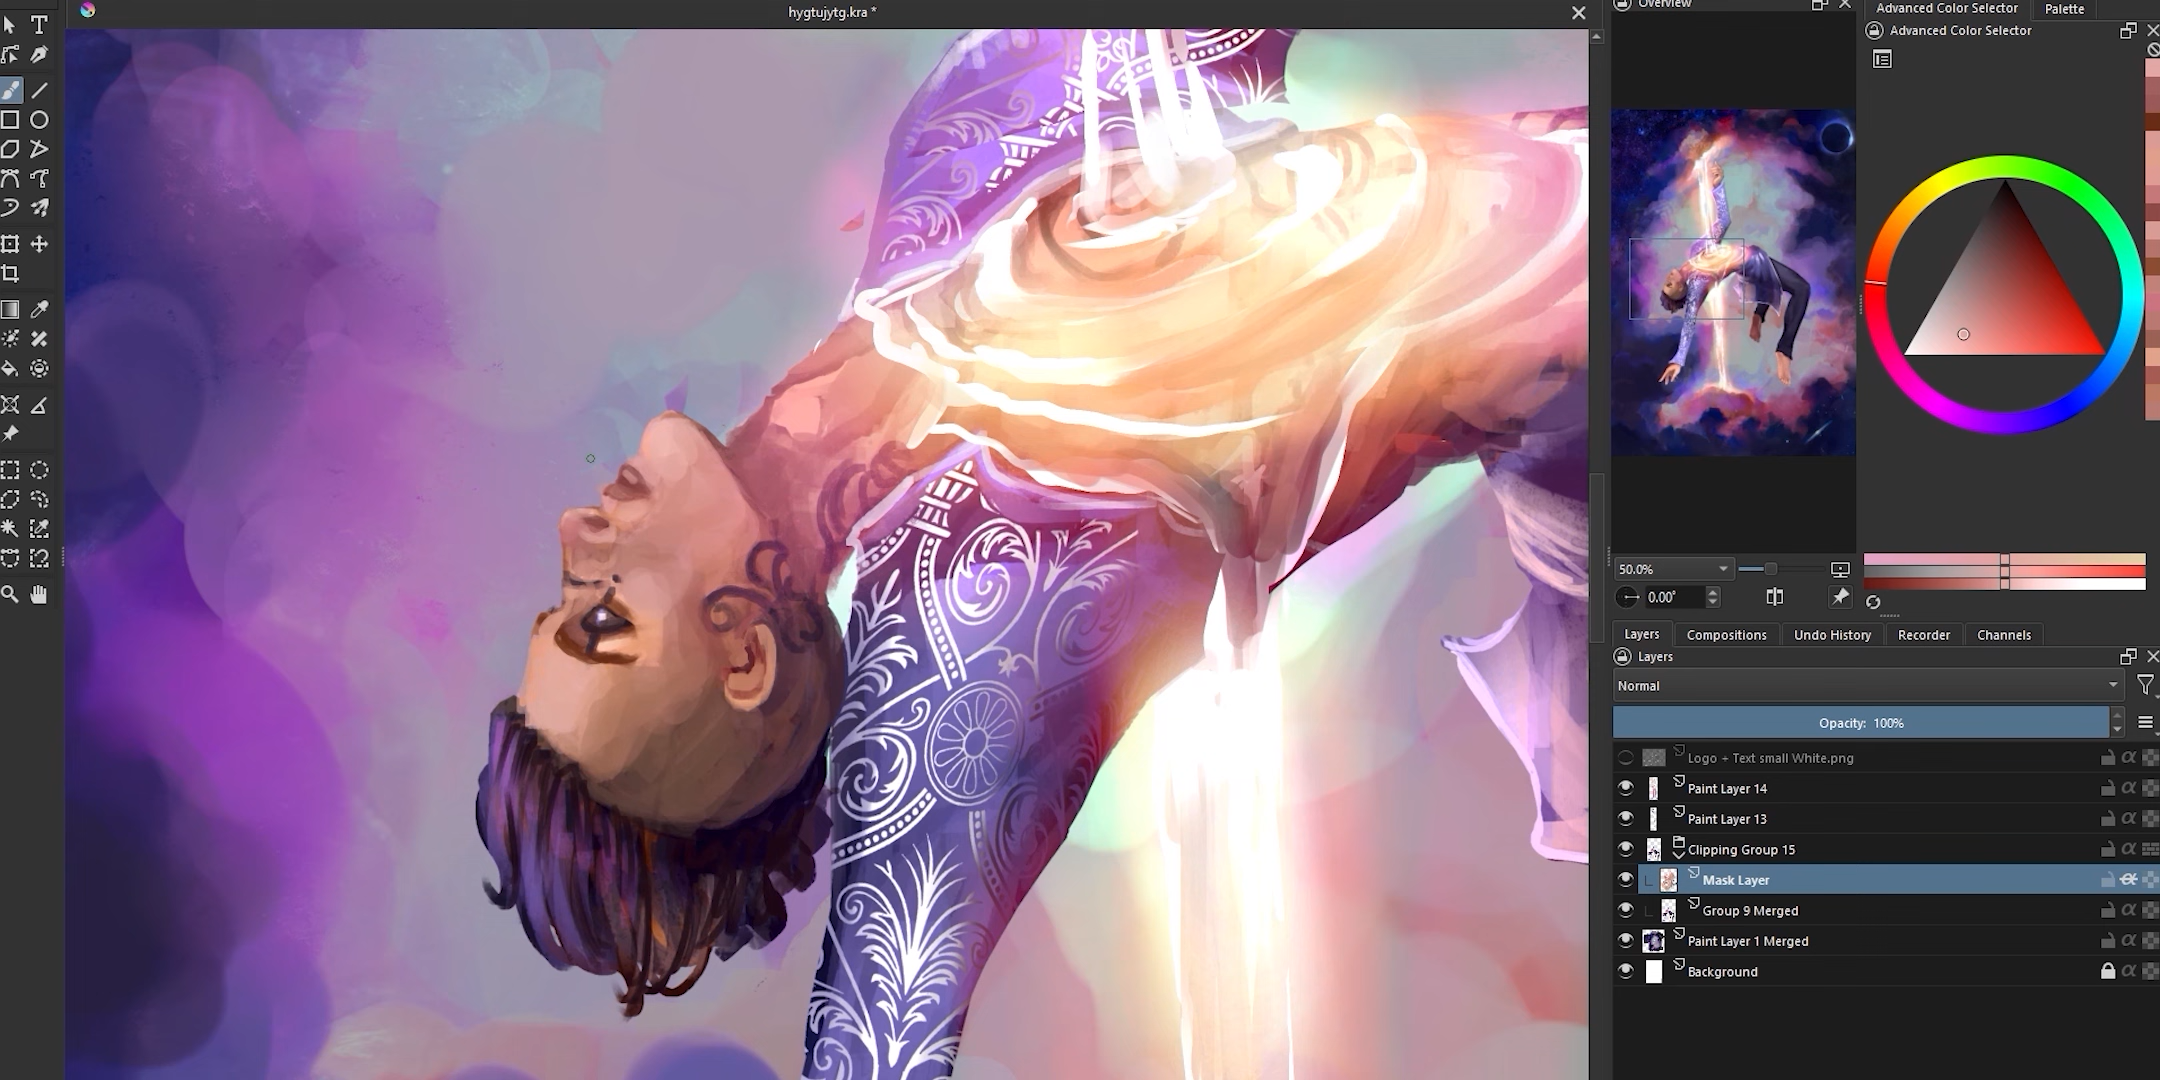 hygtujytg.kra *
Overview
Advanced Color Selector
Palette
Advanced Color Selector
50.0%
0.00°
Layers
Compositions
Undo History
Recorder
Channels
Layers
Normal
Opacity: 100%
Logo + Text small White.png
Paint Layer 14
Paint Layer 13
Clipping Group 15
Mask Layer
Group 9 Merged
Paint Layer 1 Merged
Background